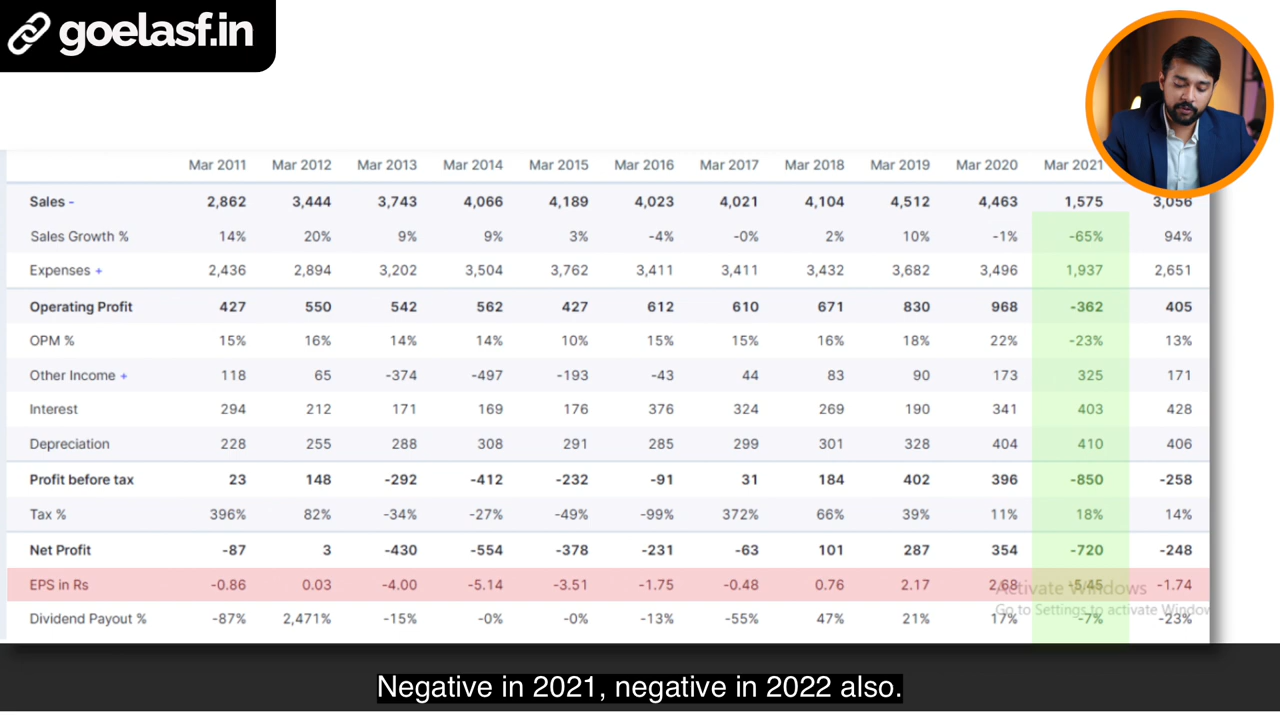 goelasf.in
Mar 2011 Mar 2012 Mar 2013 Mar 2014 Mar 2015 Mar 2016 Mar 2017 Mar 2018 Mar 2019 Mar 2020 Mar 2021
Sales - 2,862 3,444 3,743 4,066 4,189 4,023 4,021 4,104 4,512 4,463 1,575 3,056
Sales Growth % 14% 20% 9% 9% 3% -4% -0% 2% 10% -1% -65% 94%
Expenses + 2,436 2,894 3,202 3,504 3,762 3,411 3,411 3,432 3,682 3,496 1,937 2,651
Operating Profit 427 550 542 562 427 612 610 671 830 968 -362 405
OPM % 15% 16% 14% 14% 10% 15% 15% 16% 18% 22% -23% 13%
Other Income + 118 65 -374 -497 -193 -43 44 83 90 173 325 171
Interest 294 212 171 169 176 376 324 269 190 341 403 428
Depreciation 228 255 288 308 291 285 299 301 328 404 410 406
Profit before tax 23 148 -292 -412 -232 -91 31 184 402 396 -850 -258
Tax % 396% 82% -34% -27% -49% -99% 372% 66% 39% 11% 18% 14%
Net Profit -87 3 -430 -554 -378 -231 -63 101 287 354 -720 -248
EPS in Rs -0.86 0.03 -4.00 -5.14 -3.51 -1.75 -0.48 0.76 2.17 2.68 -5.45 -1.74
Activate Windows
Go to Settings to activate Window
Dividend Payout % -87% 2,471% -15% -0% -0% -13% -55% 47% 21% 17% -7% -23%
Negative in 2021, negative in 2022 also.